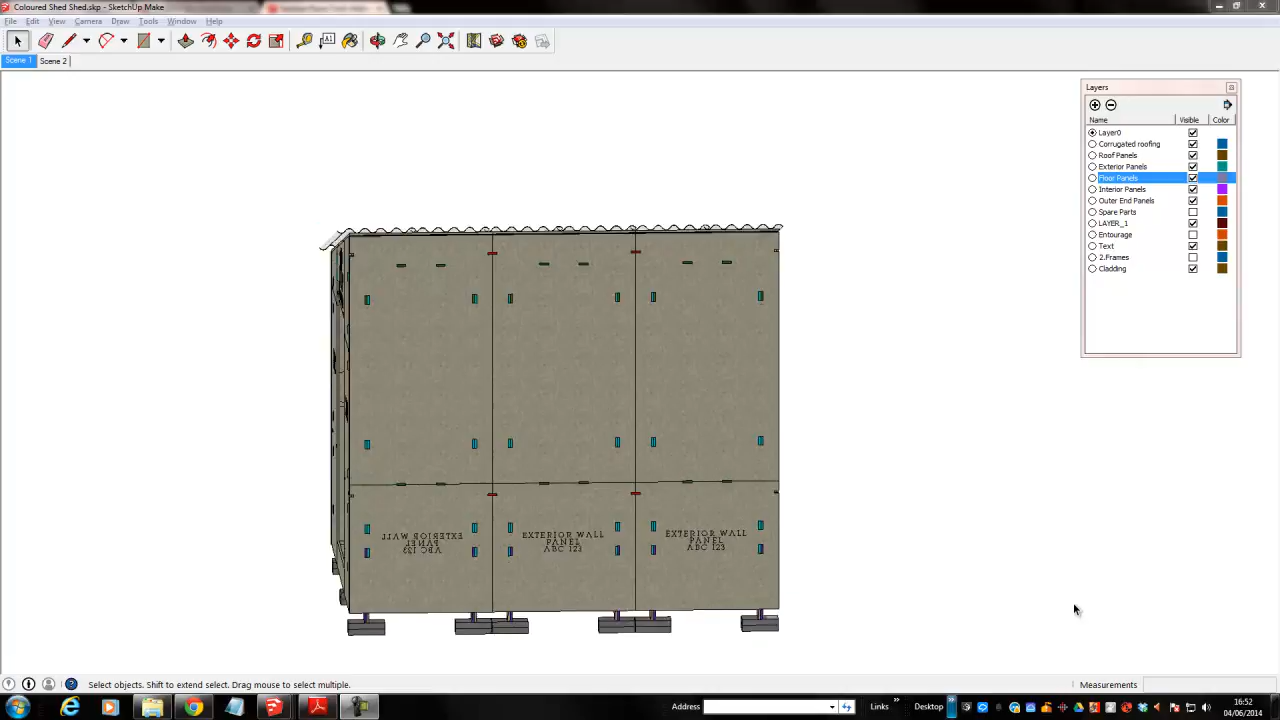 Coloured Shed Shed.skp - SketchUp Make
File Edit View Camera Draw Tools Window Help
A1
Scene 1 Scene 2
Layers
Name Visible Color
Layer0
Corrugated roofing
Roof Panels
Exterior Panels
Floor Panels
Interior Panels
Outer End Panels
Spare Parts
LAYER_1
Entourage
Text
2.Frames
Cladding
EXTERIOR WALL
PANEL
ABC 123
EXTERIOR WALL
PANEL
ABC 123
EXTERIOR WALL
PANEL
ABC 123
Select objects. Shift to extend select. Drag mouse to select multiple.
Measurements
Address
Links
Desktop
16:52
04/06/2014